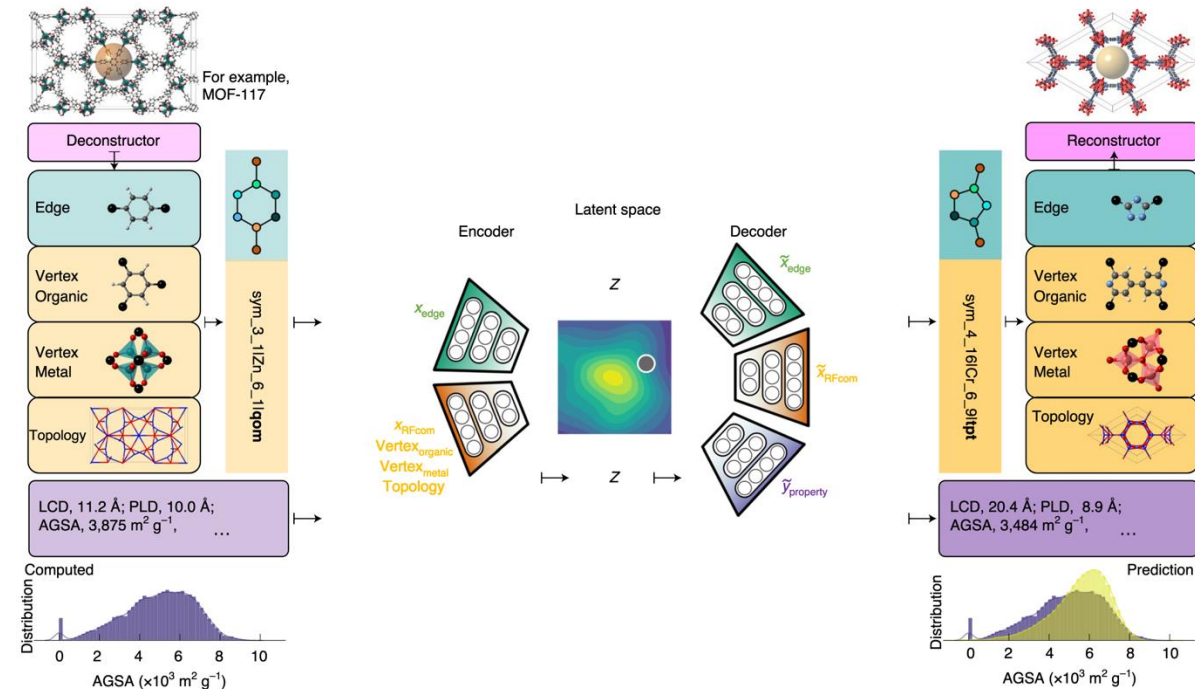 For example,
MOF-117
Deconstructor
Edge
Vertex
Organic
Vertex
Metal
Topology
sym_3_1|Zn_6_1|qom
LCD, 11.2 Å; PLD, 10.0 Å;
AGSA, 3,875 m² g⁻¹, ...
Computed
Distribution
0 2 4 6 8 10
AGSA (×10³ m² g⁻¹)
Latent space
Encoder
Decoder
Z
x_edge
x_RFcom
Vertex_organic
Vertex_metal
Topology
Z
x̃_edge
x̃_RFcom
ỹ_property
Reconstructor
Edge
Vertex
Organic
Vertex
Metal
Topology
sym_4_16|Cr_6_9|tpt
LCD, 20.4 Å; PLD, 8.9 Å;
AGSA, 3,484 m² g⁻¹, ...
Prediction
Distribution
0 2 4 6 8 10
AGSA (×10³ m² g⁻¹)